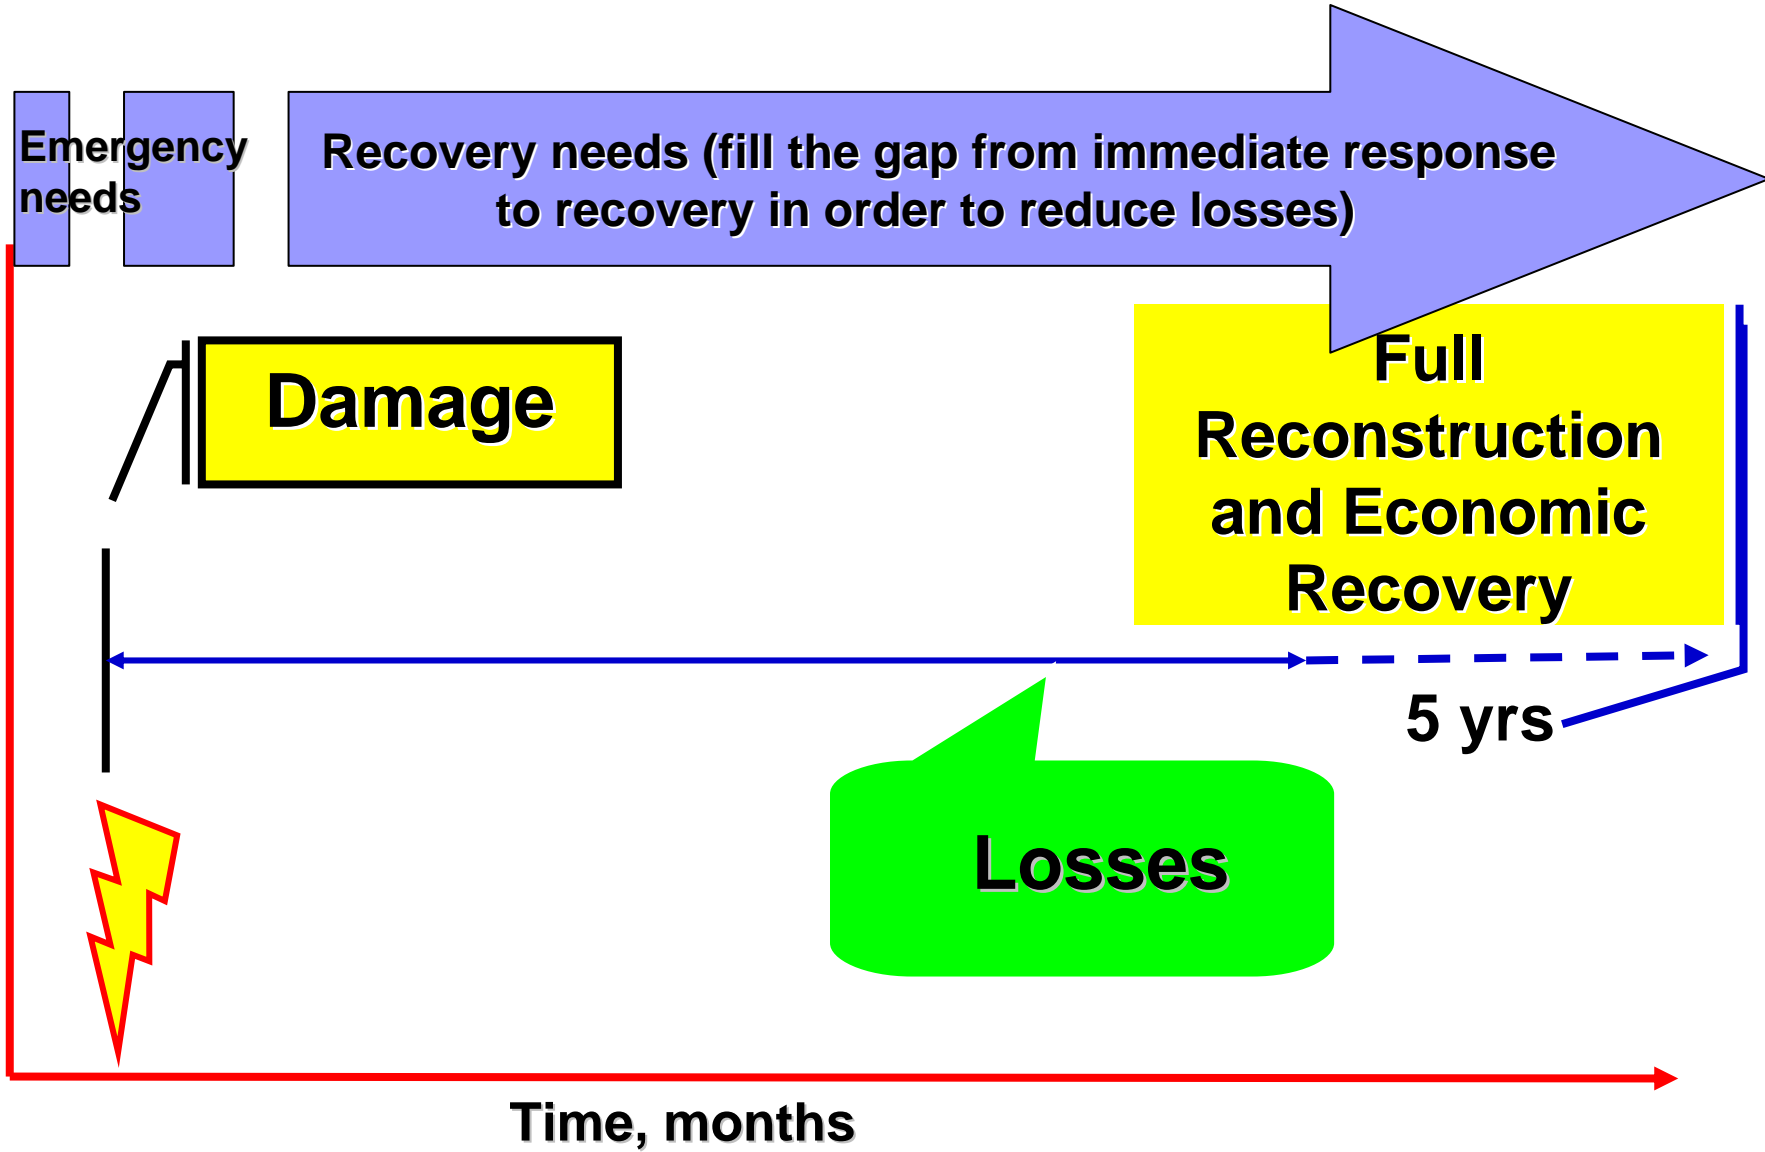 Emergency
needs
Recovery needs (fill the gap from immediate response
to recovery in order to reduce losses)
Damage
Full
Reconstruction
and Economic
Recovery
5 yrs
Losses
Time, months